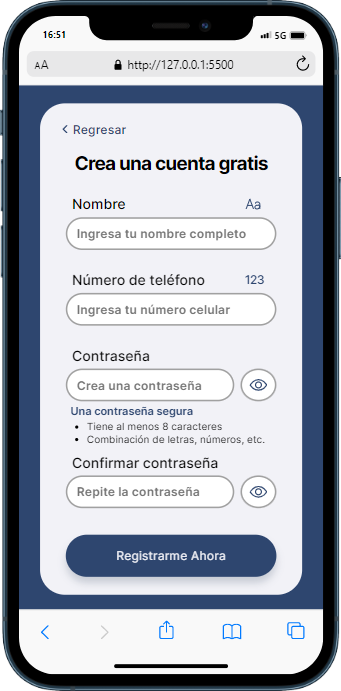 16:51
5G
AA
http://127.0.0.1:5500
Regresar
Crea una cuenta gratis
Nombre
Aa
Ingresa tu nombre completo
Número de teléfono
123
Ingresa tu número celular
Contraseña
Crea una contraseña
Una contraseña segura
• Tiene al menos 8 caracteres
• Combinación de letras, números, etc.
Confirmar contraseña
Repite la contraseña
Registrarme Ahora